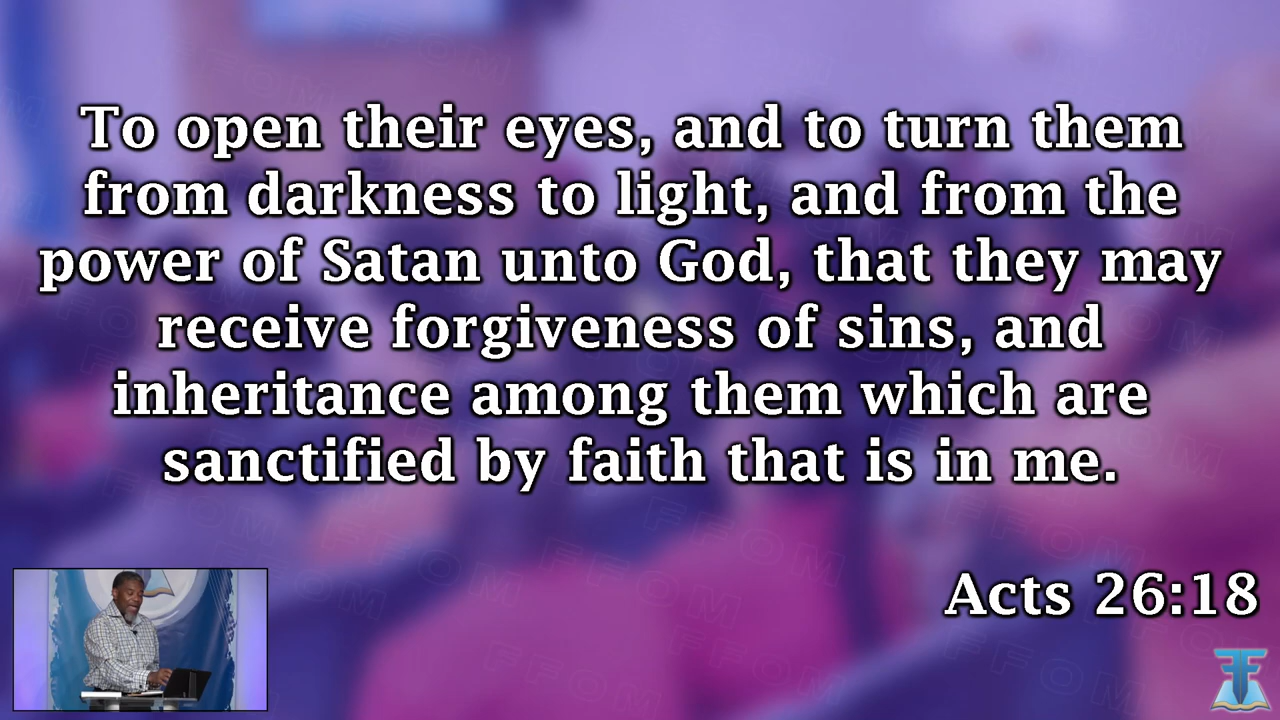 To open their eyes, and to turn them
from darkness to light, and from the
power of Satan unto God, that they may
receive forgiveness of sins, and
inheritance among them which are
sanctified by faith that is in me.
Acts 26:18